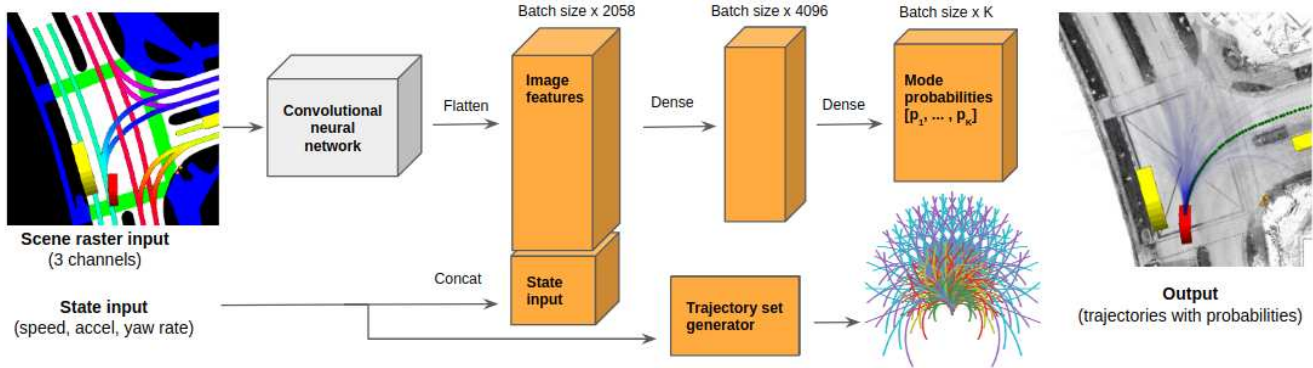 Batch size x 2058
Batch size x 4096
Batch size x K
Convolutional
neural
network
Flatten
Image
features
Dense
Dense
Mode
probabilities
[p1, ... , pK]
Scene raster input
(3 channels)
State input
(speed, accel, yaw rate)
Concat
State
input
Trajectory set
generator
Output
(trajectories with probabilities)